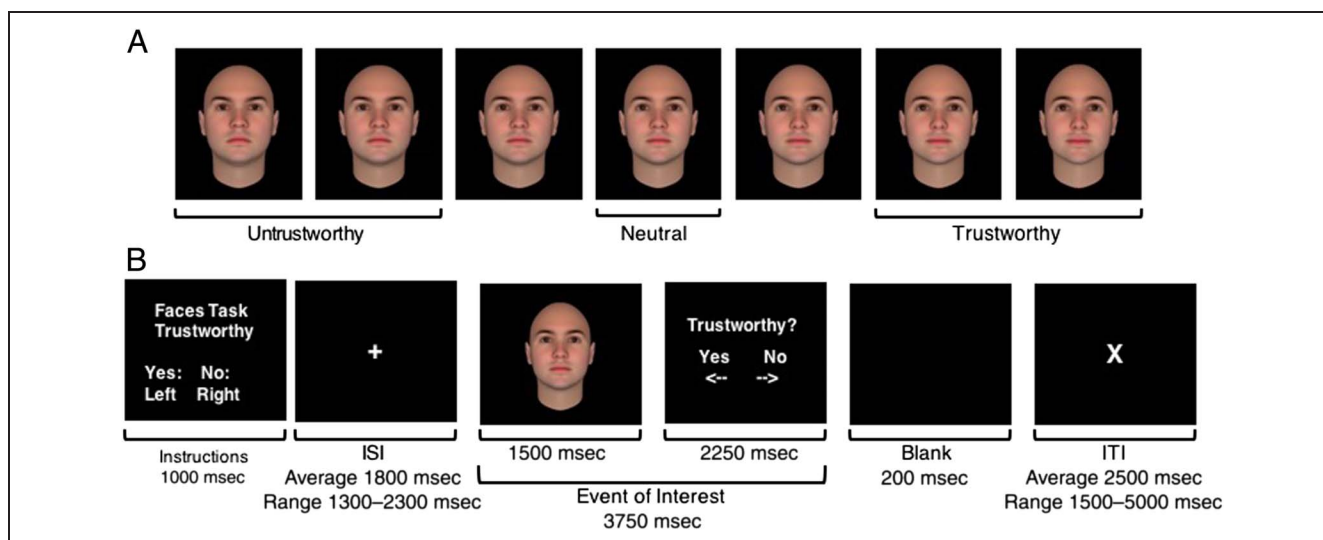 A
Untrustworthy
Neutral
Trustworthy
B
Faces Task
Trustworthy
Yes: No:
Left Right
+
Trustworthy?
Yes No
<-- -->
X
Instructions
1000 msec
ISI
Average 1800 msec
Range 1300–2300 msec
1500 msec
2250 msec
Event of Interest
3750 msec
Blank
200 msec
ITI
Average 2500 msec
Range 1500–5000 msec